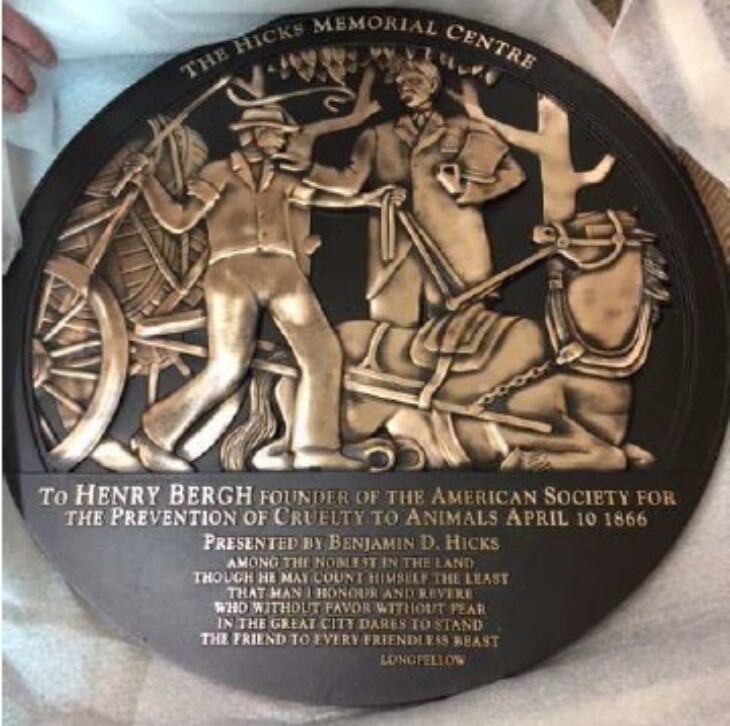 THE HICKS MEMORIAL CENTRE
TO HENRY BERGH FOUNDER OF THE AMERICAN SOCIETY FOR
THE PREVENTION OF CRUELTY TO ANIMALS APRIL 10 1866
PRESENTED BY BENJAMIN D. HICKS
AMONG THE NOBLEST IN THE LAND
THOUGH HE MAY COUNT HIMSELF THE LEAST
THAT MAN I HONOUR AND REVERE
WHO WITHOUT FAVOR WITHOUT FEAR
IN THE GREAT CITY DARES TO STAND
THE FRIEND TO EVERY FRIENDLESS BEAST
LONGFELLOW